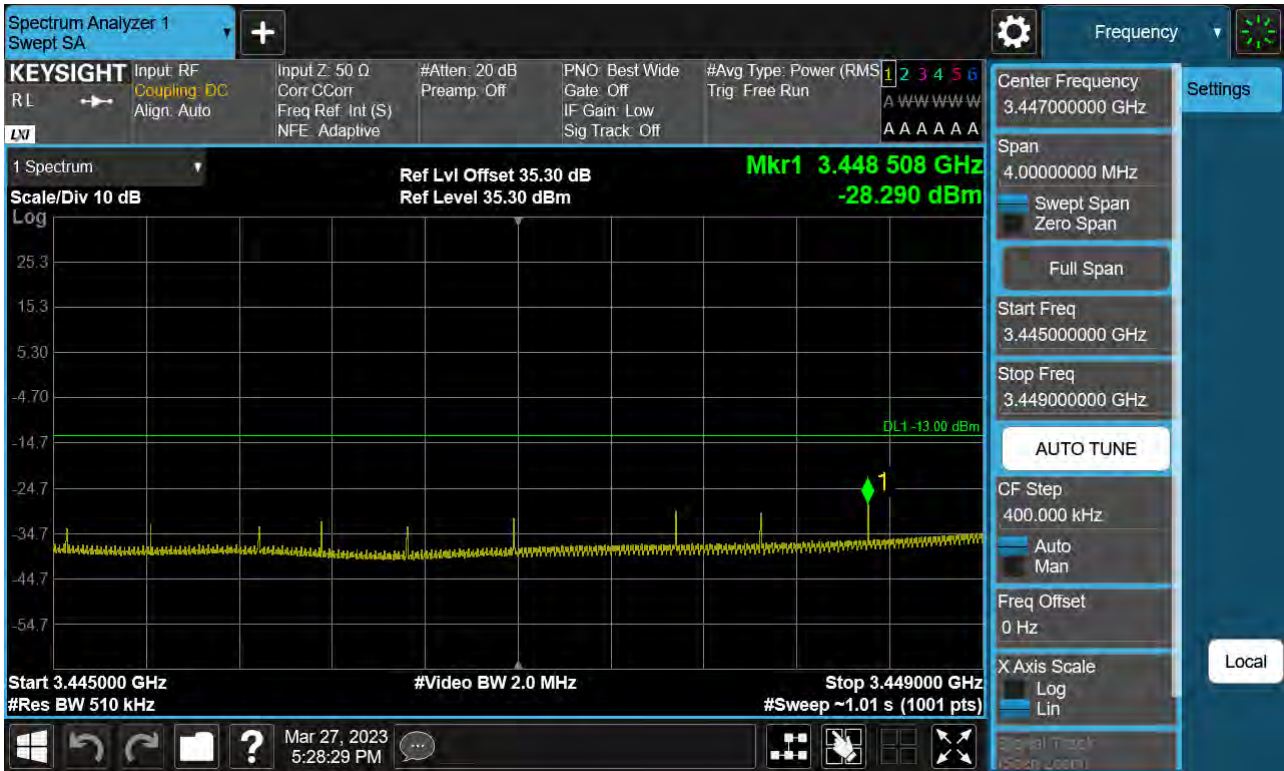 Spectrum Analyzer 1
Swept SA
Frequency
KEYSIGHT
RL
LXI
Input: RF
Coupling: DC
Align: Auto
Input Z: 50 Ω
Corr CCorr
Freq Ref: Int (S)
NFE: Adaptive
#Atten: 20 dB
Preamp: Off
PNO: Best Wide
Gate: Off
IF Gain: Low
Sig Track: Off
#Avg Type: Power (RMS
Trig: Free Run
1 2 3 4 5 6
A W W W W W
A A A A A A
1 Spectrum
Scale/Div 10 dB
Log
Ref Lvl Offset 35.30 dB
Ref Level 35.30 dBm
Mkr1 3.448 508 GHz
-28.290 dBm
25.3
15.3
5.30
-4.70
-14.7
-24.7
-34.7
-44.7
-54.7
DL1 -13.00 dBm
1
Start 3.445000 GHz
#Res BW 510 kHz
#Video BW 2.0 MHz
Stop 3.449000 GHz
#Sweep ~1.01 s (1001 pts)
Center Frequency
3.447000000 GHz
Settings
Span
4.00000000 MHz
Swept Span
Zero Span
Full Span
Start Freq
3.445000000 GHz
Stop Freq
3.449000000 GHz
AUTO TUNE
CF Step
400.000 kHz
Auto
Man
Freq Offset
0 Hz
X Axis Scale
Log
Lin
Local
Signal Track
(Span Zoom)
?
Mar 27, 2023
5:28:29 PM